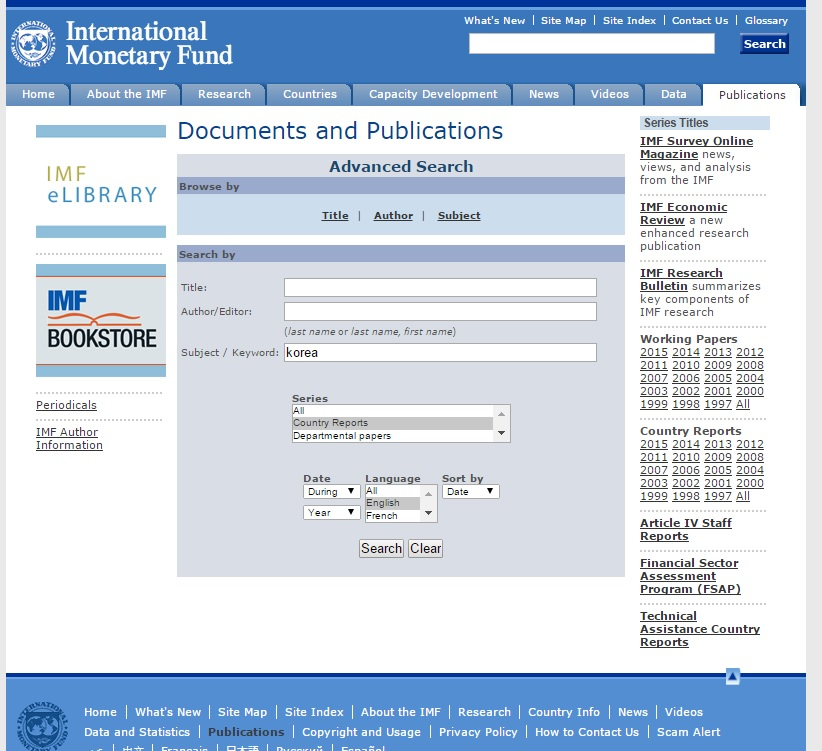 What's New | Site Map | Site Index | Contact Us | Glossary
International
Monetary Fund
Search
Home
About the IMF
Research
Countries
Capacity Development
News
Videos
Data
Publications
IMF
eLIBRARY
IMF
BOOKSTORE
Periodicals
IMF Author
Information
Documents and Publications
Advanced Search
Browse by
Title | Author | Subject
Search by
Title:
Author/Editor:
(last name or last name, first name)
Subject / Keyword: korea
Series
All
Country Reports
Departmental papers
Date
During
Year
Language
All
English
French
Sort by
Date
Search Clear
Series Titles
IMF Survey Online
Magazine news,
views, and analysis
from the IMF
IMF Economic
Review a new
enhanced research
publication
IMF Research
Bulletin summarizes
key components of
IMF research
Working Papers
2015 2014 2013 2012
2011 2010 2009 2008
2007 2006 2005 2004
2003 2002 2001 2000
1999 1998 1997 All
Country Reports
2015 2014 2013 2012
2011 2010 2009 2008
2007 2006 2005 2004
2003 2002 2001 2000
1999 1998 1997 All
Article IV Staff
Reports
Financial Sector
Assessment
Program (FSAP)
Technical
Assistance Country
Reports
Home | What's New | Site Map | Site Index | About the IMF | Research | Country Info | News | Videos
Data and Statistics | Publications | Copyright and Usage | Privacy Policy | How to Contact Us | Scam Alert
中文 | Français | 日本語 | Русский | Español